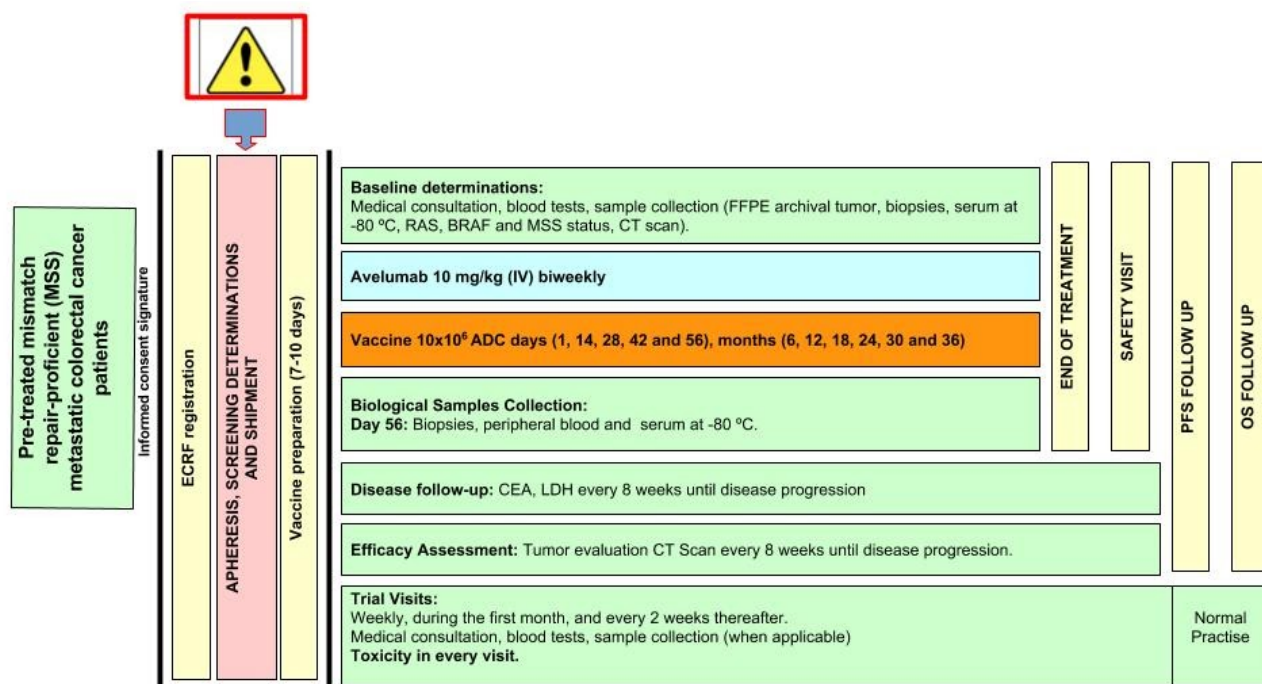 Pre-treated mismatch
repair-proficient (MSS)
metastatic colorectal cancer
patients
Informed consent signature
ECRF registration
APHERESIS, SCREENING DETERMINATIONS
AND SHIPMENT
Vaccine preparation (7-10 days)
Baseline determinations:
Medical consultation, blood tests, sample collection (FFPE archival tumor, biopsies, serum at
-80 ºC, RAS, BRAF and MSS status, CT scan).
Avelumab 10 mg/kg (IV) biweekly
Vaccine 10x10⁶ ADC days (1, 14, 28, 42 and 56), months (6, 12, 18, 24, 30 and 36)
Biological Samples Collection:
Day 56: Biopsies, peripheral blood and serum at -80 ºC.
Disease follow-up: CEA, LDH every 8 weeks until disease progression
Efficacy Assessment: Tumor evaluation CT Scan every 8 weeks until disease progression.
Trial Visits:
Weekly, during the first month, and every 2 weeks thereafter.
Medical consultation, blood tests, sample collection (when applicable)
Toxicity in every visit.
END OF TREATMENT
SAFETY VISIT
PFS FOLLOW UP
OS FOLLOW UP
Normal
Practise